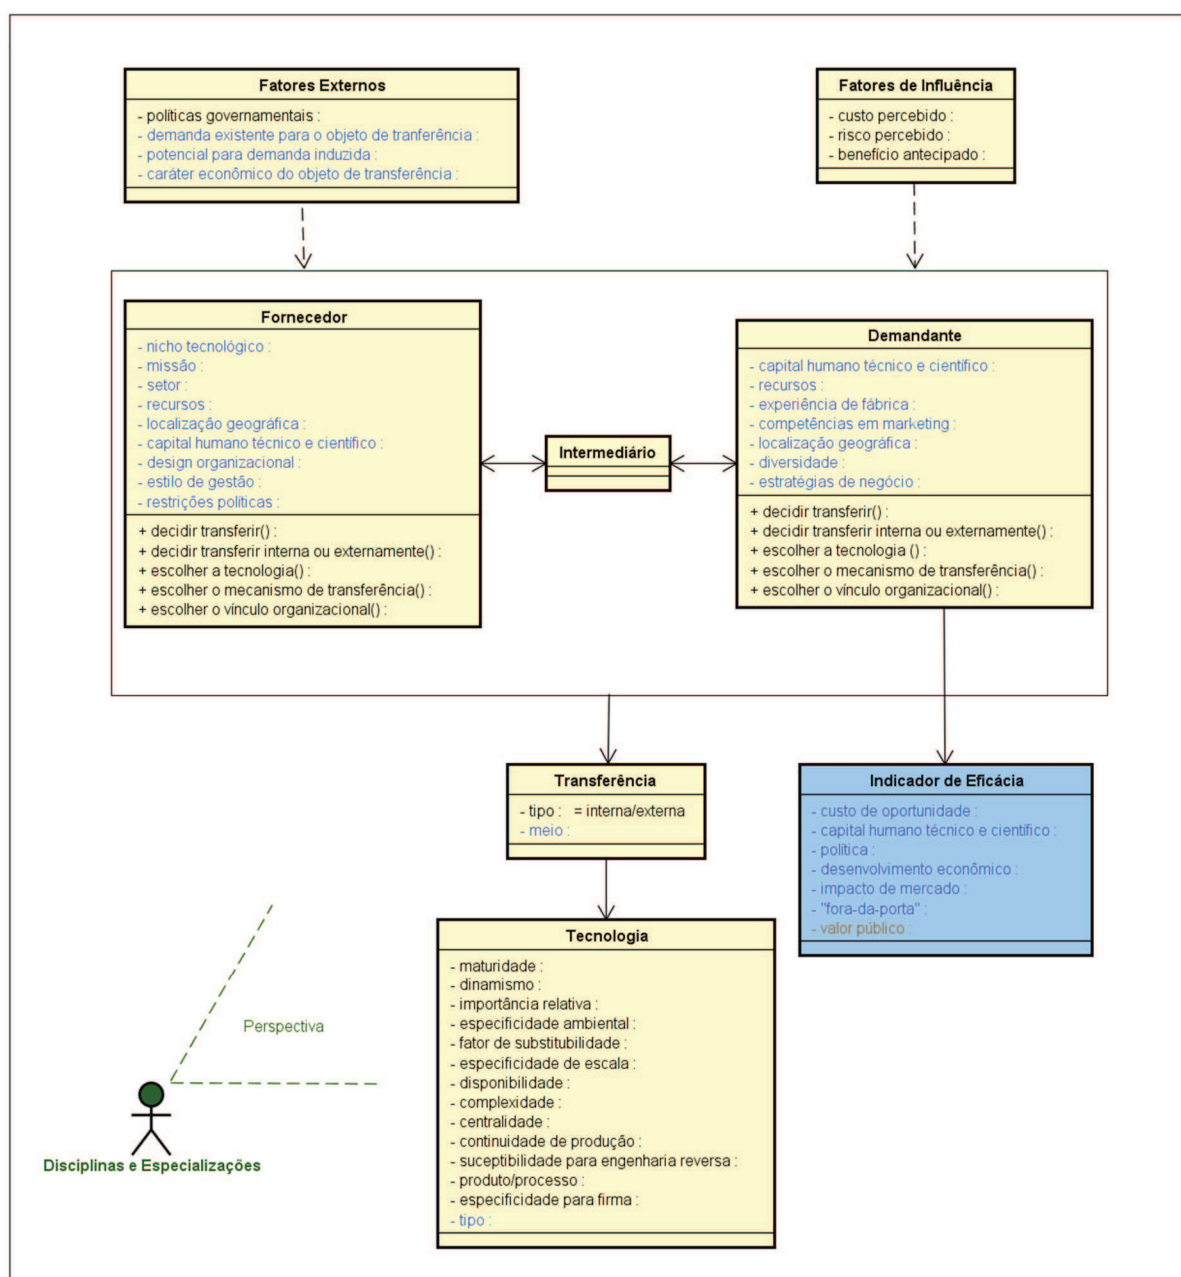 Fatores Externos
- políticas governamentais :
- demanda existente para o objeto de tranferência :
- potencial para demanda induzida :
- caráter econômico do objeto de transferência :
Fatores de Influência
- custo percebido :
- risco percebido :
- benefício antecipado :
Fornecedor
- nicho tecnológico :
- missão :
- setor :
- recursos :
- localização geográfica :
- capital humano técnico e científico :
- design organizacional :
- estilo de gestão :
- restrições políticas :
+ decidir transferir() :
+ decidir transferir interna ou externamente() :
+ escolher a tecnologia() :
+ escolher o mecanismo de transferência() :
+ escolher o vínculo organizacional() :
Intermediário
Demandante
- capital humano técnico e científico :
- recursos :
- experiência de fábrica :
- competências em marketing :
- localização geográfica :
- diversidade :
- estratégias de negócio :
+ decidir transferir() :
+ decidir transferir interna ou externamente() :
+ escolher a tecnologia () :
+ escolher o mecanismo de transferência() :
+ escolher o vínculo organizacional() :
Transferência
- tipo : = interna/externa
- meio :
Indicador de Eficácia
- custo de oportunidade :
- capital humano técnico e científico :
- política :
- desenvolvimento econômico :
- impacto de mercado :
- "fora-da-porta" :
- valor público :
Tecnologia
- maturidade :
- dinamismo :
- importância relativa :
- especificidade ambiental :
- fator de substitubilidade :
- especificidade de escala :
- disponibilidade :
- complexidade :
- centralidade :
- continuidade de produção :
- suceptibilidade para engenharia reversa :
- produto/processo :
- especificidade para firma :
- tipo :
Perspectiva
Disciplinas e Especializações